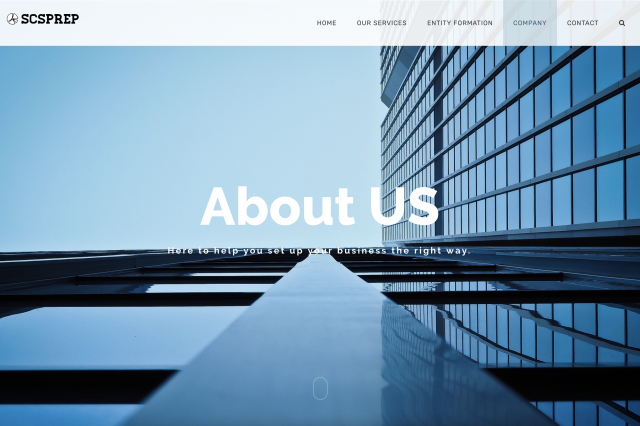 SCSPREP
HOME OUR SERVICES ENTITY FORMATION COMPANY CONTACT
About US
Here to help you set up your business the right way.